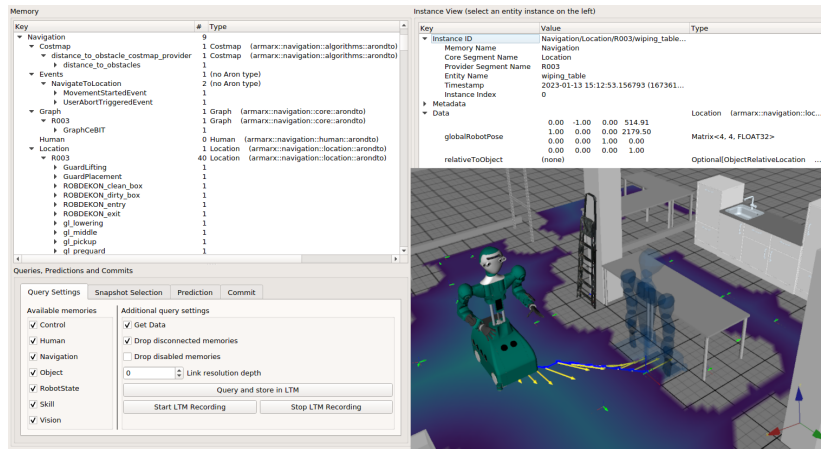 Memory
Key # Type
Navigation 9
Costmap 1 Costmap (armarx::navigation::algorithms::arondto)
distance_to_obstacle_costmap_provider 1 Costmap (armarx::navigation::algorithms::arondto)
distance_to_obstacles 1
Events 1 (no Aron type)
NavigateToLocation 2 (no Aron type)
MovementStartedEvent 1
UserAbortTriggeredEvent 1
Graph 1 Graph (armarx::navigation::core::arondto)
R003 1 Graph (armarx::navigation::core::arondto)
GraphCeBIT 1
Human 0 Human (armarx::navigation::human::arondto)
Location 1 Location (armarx::navigation::location::arondto)
R003 40 Location (armarx::navigation::location::arondto)
GuardLifting 1
GuardPlacement 1
ROBDEKON_clean_box 1
ROBDEKON_dirty_box 1
ROBDEKON_entry 1
ROBDEKON_exit 1
gl_lowering 1
gl_middle 1
gl_pickup 1
gl_preguard 1
Queries, Predictions and Commits
Query Settings Snapshot Selection Prediction Commit
Available memories
Control
Human
Navigation
Object
RobotState
Skill
Vision
Additional query settings
Get Data
Drop disconnected memories
Drop disabled memories
0 Link resolution depth
Query and store in LTM
Start LTM Recording Stop LTM Recording
Instance View (select an entity instance on the left)
Key Value Type
Instance ID Navigation/Location/R003/wiping_table...
Memory Name Navigation
Core Segment Name Location
Provider Segment Name R003
Entity Name wiping_table
Timestamp 2023-01-13 15:12:53.156793 (167361...
Instance Index 0
Metadata
Data Location (armarx::navigation::loc...
0.00 -1.00 0.00 514.91
1.00 0.00 0.00 2179.50
globalRobotPose Matrix<4, 4, FLOAT32>
0.00 0.00 1.00 0.00
0.00 0.00 0.00 1.00
relativeToObject (none) Optional[ObjectRelativeLocation ...